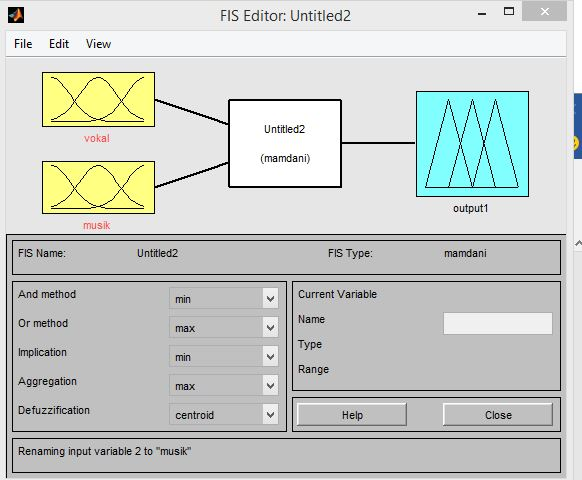 FIS Editor: Untitled2
File Edit View
vokal
musik
Untitled2
(mamdani)
output1
FIS Name: Untitled2 FIS Type: mamdani
And method min
Or method max
Implication min
Aggregation max
Defuzzification centroid
Current Variable
Name
Type
Range
Help Close
Renaming input variable 2 to "musik"